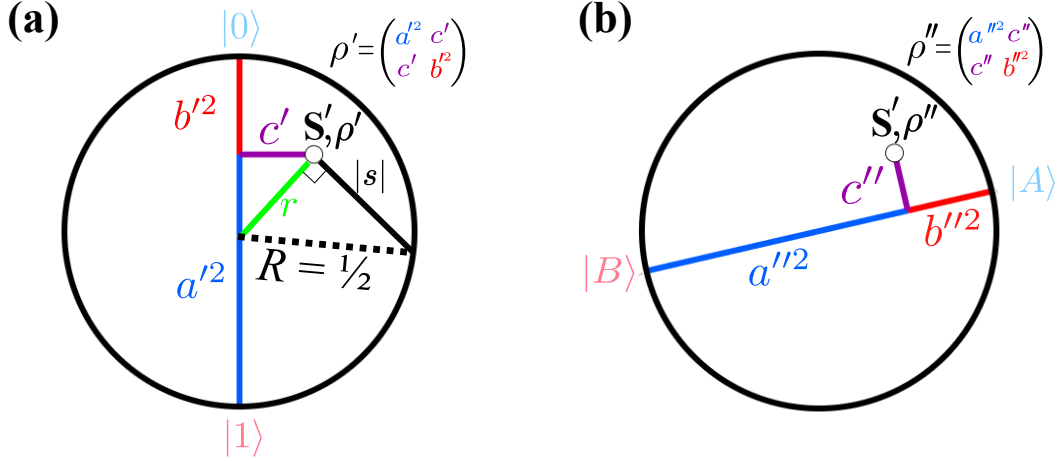 (a)
|0⟩
ρ′=(a′² c′
c′ b′²)
b′²
c′
S′,ρ′
|s|
r
R = ½
a′²
|1⟩
(b)
ρ″=(a″² c″
c″ b″²)
S′,ρ″
c″
|A⟩
b″²
|B⟩
a″²